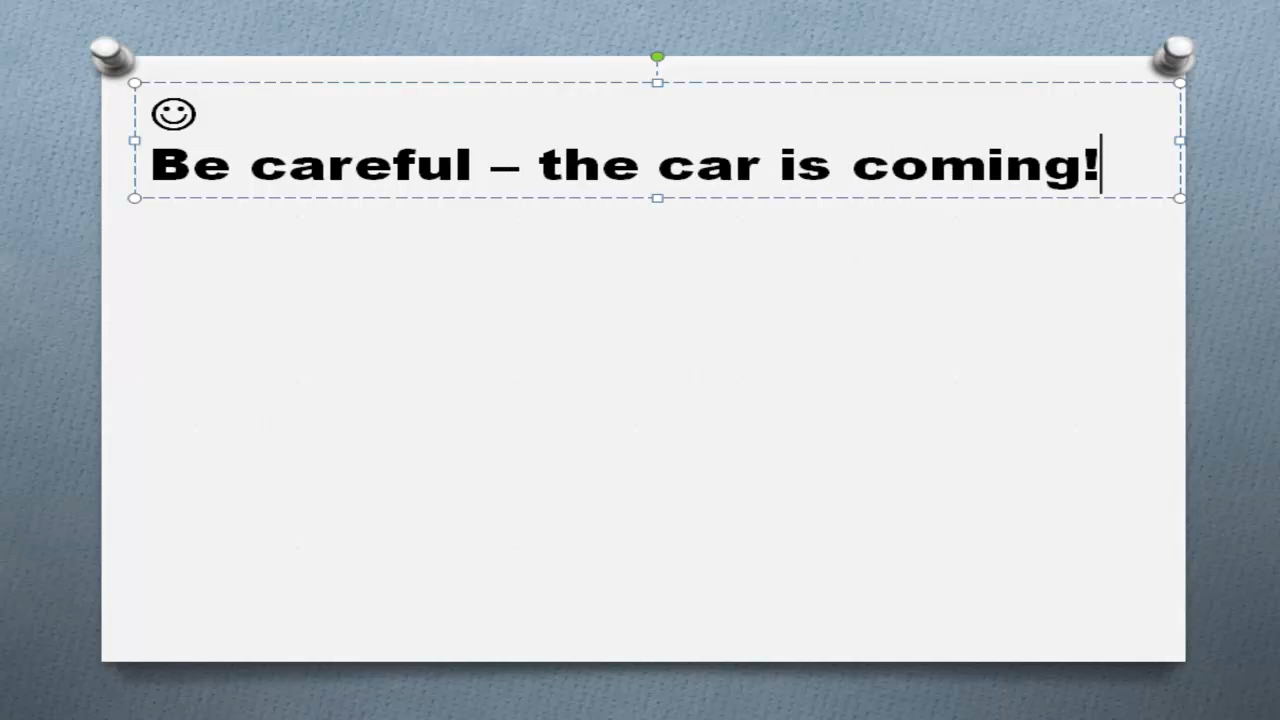 ☺
Be careful – the car is coming!